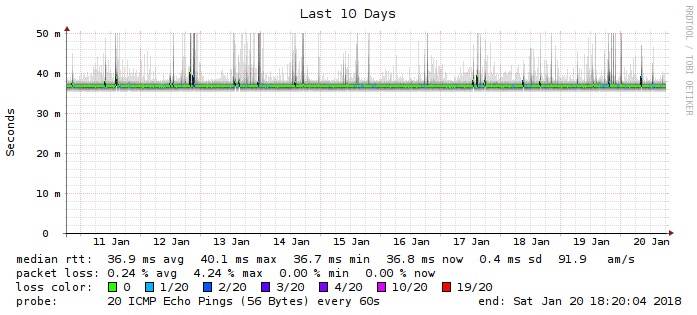 Last 10 Days
RRDTOOL / TOBI OETIKER
Seconds
50 m
40 m
30 m
20 m
10 m
0
11 Jan 12 Jan 13 Jan 14 Jan 15 Jan 16 Jan 17 Jan 18 Jan 19 Jan 20 Jan
median rtt: 36.9 ms avg 40.1 ms max 36.7 ms min 36.8 ms now 0.4 ms sd 91.9 am/s
packet loss: 0.24 % avg 4.24 % max 0.00 % min 0.00 % now
loss color: 0 1/20 2/20 3/20 4/20 10/20 19/20
probe: 20 ICMP Echo Pings (56 Bytes) every 60s end: Sat Jan 20 18:20:04 2018